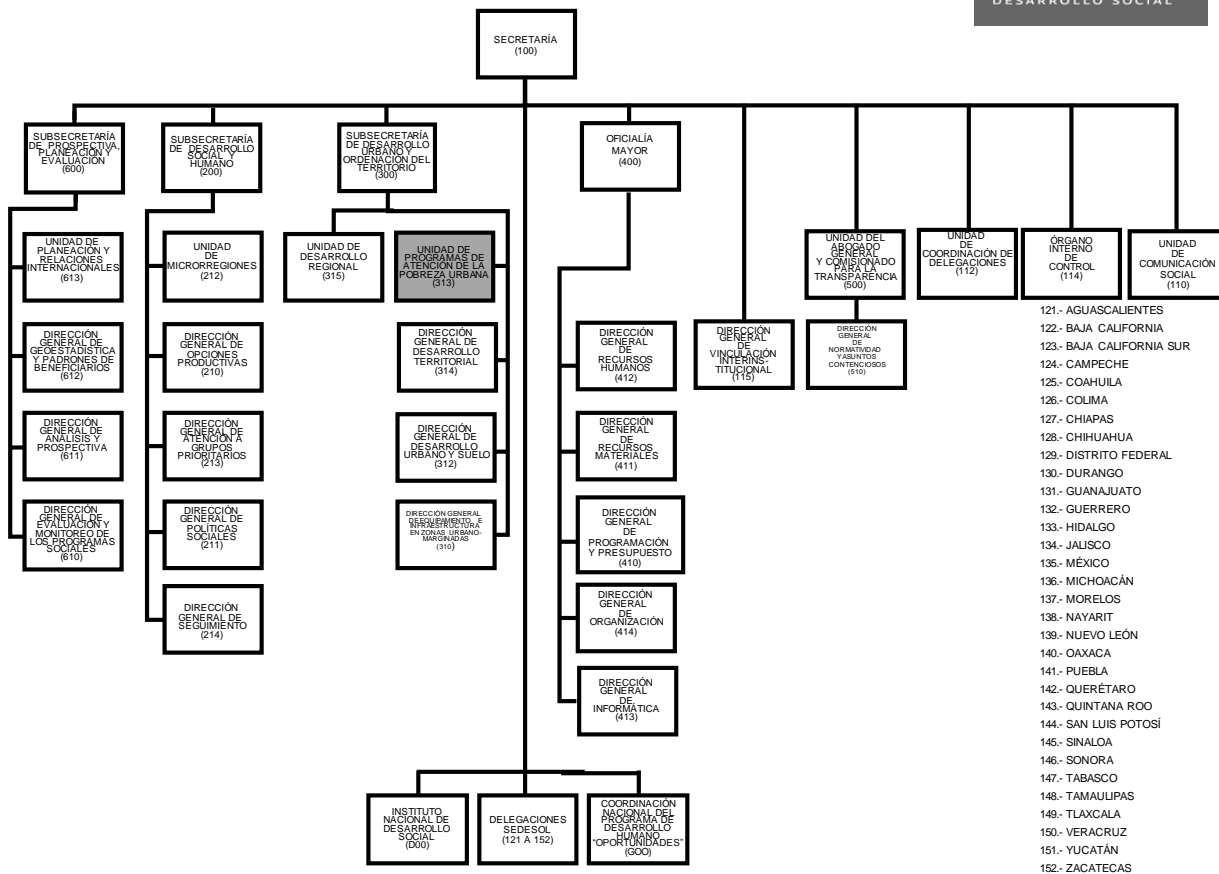 DESARROLLO SOCIAL
SECRETARÍA
(100)
SUBSECRETARÍA
DE PROSPECTIVA,
PLANEACIÓN Y
EVALUACIÓN
(600)
SUBSECRETARÍA
DE DESARROLLO
SOCIAL Y
HUMANO
(200)
SUBSECRETARÍA
DE DESARROLLO
URBANO Y
ORDENACIÓN DEL
TERRITORIO
(300)
OFICIALÍA
MAYOR
(400)
UNIDAD DE
PLANEACIÓN Y
RELACIONES
INTERNACIONALES
(613)
UNIDAD
DE
MICRORREGIONES
(212)
UNIDAD DE
DESARROLLO
REGIONAL
(315)
UNIDAD DE
PROGRAMAS DE
ATENCIÓN DE LA
POBREZA URBANA
(313)
UNIDAD DEL
ABOGADO
GENERAL
Y COMISIONADO
PARA LA
TRANSPARENCIA
(500)
UNIDAD
DE
COORDINACIÓN DE
DELEGACIONES
(112)
ÓRGANO
INTERNO
DE
CONTROL
(114)
UNIDAD
DE
COMUNICACIÓN
SOCIAL
(110)
DIRECCIÓN
GENERAL DE
GEOESTADÍSTICA
Y PADRONES DE
BENEFICIARIOS
(612)
DIRECCIÓN
GENERAL DE
OPCIONES
PRODUCTIVAS
(210)
DIRECCIÓN
GENERAL DE
DESARROLLO
TERRITORIAL
(314)
DIRECCIÓN
GENERAL
DE
RECURSOS
HUMANOS
(412)
DIRECCIÓN
GENERAL
DE
VINCULACIÓN
INTERINS-
TITUCIONAL
(115)
DIRECCIÓN
GENERAL
DE
NORMATIVIDAD
YASUNTOS
CONTENCIOSOS
(510)
DIRECCIÓN
GENERAL DE
ANÁLISIS Y
PROSPECTIVA
(611)
DIRECCIÓN
GENERAL DE
ATENCIÓN A
GRUPOS
PRIORITARIOS
(213)
DIRECCIÓN
GENERAL DE
DESARROLLO
URBANO Y SUELO
(312)
DIRECCIÓN
GENERAL
DE
RECURSOS
MATERIALES
(411)
DIRECCIÓN
GENERAL DE
EVALUACIÓN Y
MONITOREO DE
LOS PROGRAMAS
SOCIALES
(610)
DIRECCIÓN
GENERAL DE
POLÍTICAS
SOCIALES
(211)
DIRECCIÓN GENERAL
DE EQUIPAMIENTO E
INFRAESTRUCTURA
EN ZONAS URBANO-
MARGINADAS
(310)
DIRECCIÓN
GENERAL
DE
PROGRAMACIÓN
Y PRESUPUESTO
(410)
DIRECCIÓN
GENERAL DE
SEGUIMIENTO
(214)
DIRECCIÓN
GENERAL
DE
ORGANIZACIÓN
(414)
DIRECCIÓN
GENERAL
DE
INFORMÁTICA
(413)
INSTITUTO
NACIONAL DE
DESARROLLO
SOCIAL
(D00)
DELEGACIONES
SEDESOL
(121 A 152)
COORDINACIÓN
NACIONAL DEL
PROGRAMA DE
DESARROLLO
HUMANO
"OPORTUNIDADES"
(GOO)
121.- AGUASCALIENTES
122.- BAJA CALIFORNIA
123.- BAJA CALIFORNIA SUR
124.- CAMPECHE
125.- COAHUILA
126.- COLIMA
127.- CHIAPAS
128.- CHIHUAHUA
129.- DISTRITO FEDERAL
130.- DURANGO
131.- GUANAJUATO
132.- GUERRERO
133.- HIDALGO
134.- JALISCO
135.- MÉXICO
136.- MICHOACÁN
137.- MORELOS
138.- NAYARIT
139.- NUEVO LEÓN
140.- OAXACA
141.- PUEBLA
142.- QUERÉTARO
143.- QUINTANA ROO
144.- SAN LUIS POTOSÍ
145.- SINALOA
146.- SONORA
147.- TABASCO
148.- TAMAULIPAS
149.- TLAXCALA
150.- VERACRUZ
151.- YUCATÁN
152.- ZACATECAS